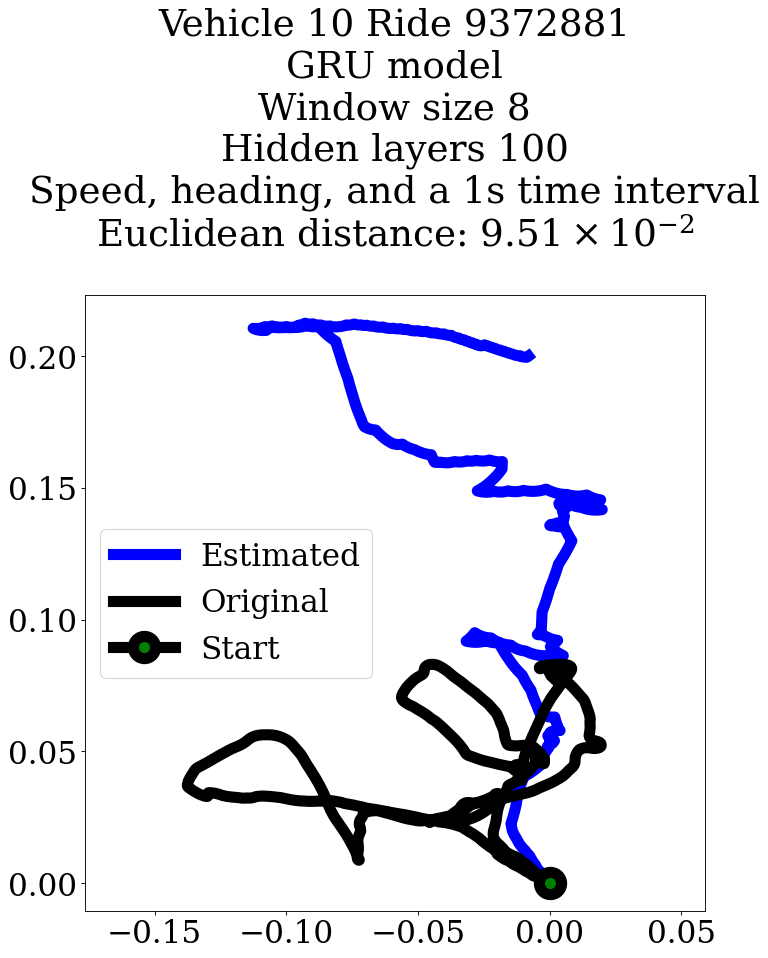 Vehicle 10 Ride 9372881
GRU model
Window size 8
Hidden layers 100
Speed, heading, and a 1s time interval
Euclidean distance: 9.51 × 10⁻²
0.20
0.15
0.10
0.05
0.00
Estimated
Original
Start
−0.15 −0.10 −0.05 0.00 0.05